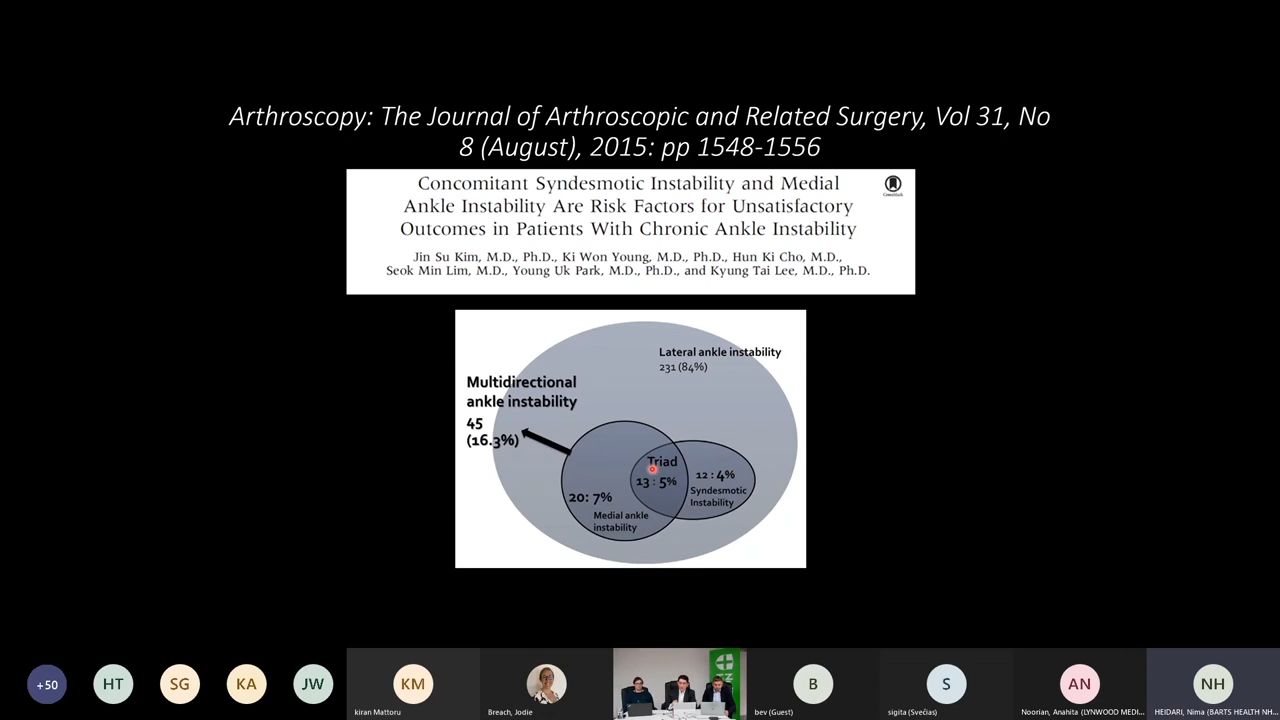 Arthroscopy: The Journal of Arthroscopic and Related Surgery, Vol 31, No
8 (August), 2015: pp 1548-1556
Concomitant Syndesmotic Instability and Medial
Ankle Instability Are Risk Factors for Unsatisfactory
Outcomes in Patients With Chronic Ankle Instability
CrossMark
Jin Su Kim, M.D., Ph.D., Ki Won Young, M.D., Ph.D., Hun Ki Cho, M.D.,
Seok Min Lim, M.D., Young Uk Park, M.D., Ph.D., and Kyung Tai Lee, M.D., Ph.D.
Lateral ankle instability
231 (84%)
Multidirectional
ankle instability
45
(16.3%)
Triad
13 : 5%
12 : 4%
Syndesmotic
Instability
20: 7%
Medial ankle
instability
+50
HT
SG
KA
JW
KM
kiran Mattoru
Breach, Jodie
B
bev (Guest)
S
sigita (Svečias)
AN
Noorian, Anahita (LYNWOOD MEDI...
NH
HEIDARI, Nima (BARTS HEALTH NH...